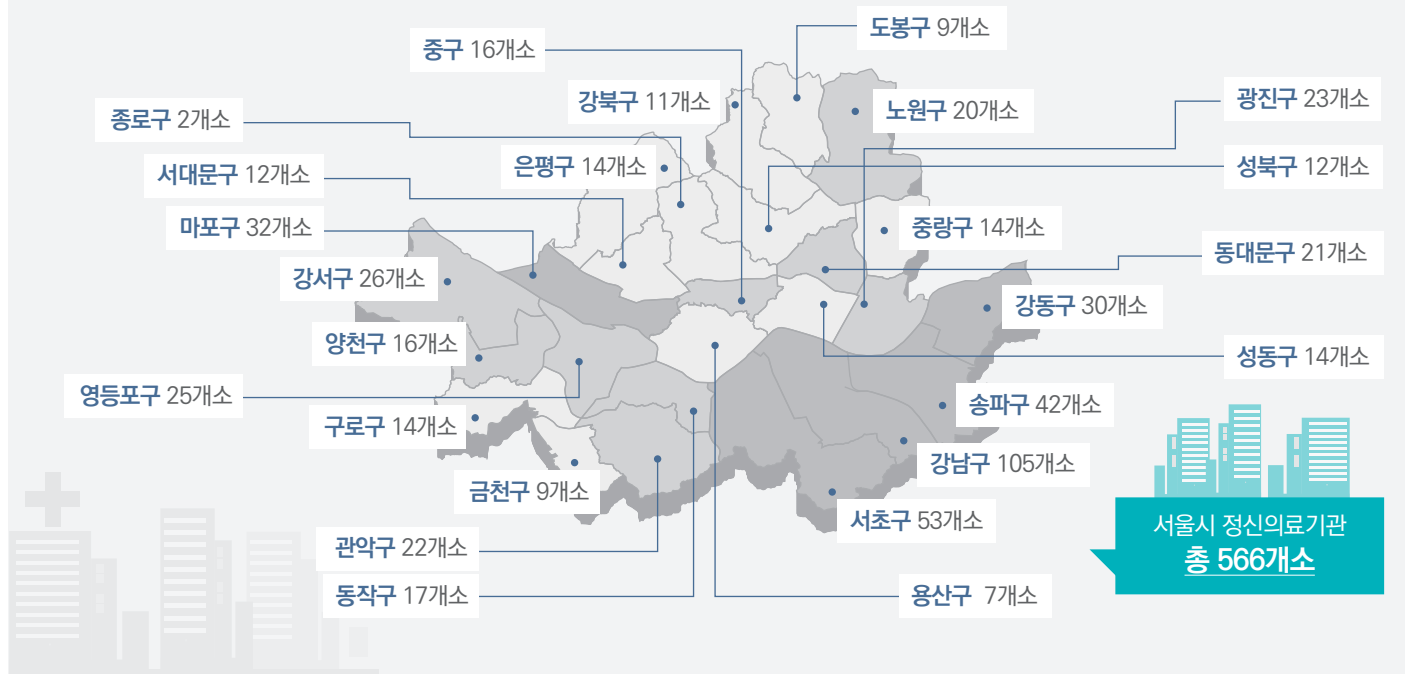 도봉구 9개소
중구 16개소
강북구 11개소
노원구 20개소
광진구 23개소
종로구 2개소
은평구 14개소
성북구 12개소
서대문구 12개소
마포구 32개소
중랑구 14개소
동대문구 21개소
강서구 26개소
강동구 30개소
양천구 16개소
성동구 14개소
영등포구 25개소
송파구 42개소
구로구 14개소
강남구 105개소
금천구 9개소
서초구 53개소
서울시 정신의료기관
총 566개소
관악구 22개소
동작구 17개소
용산구 7개소